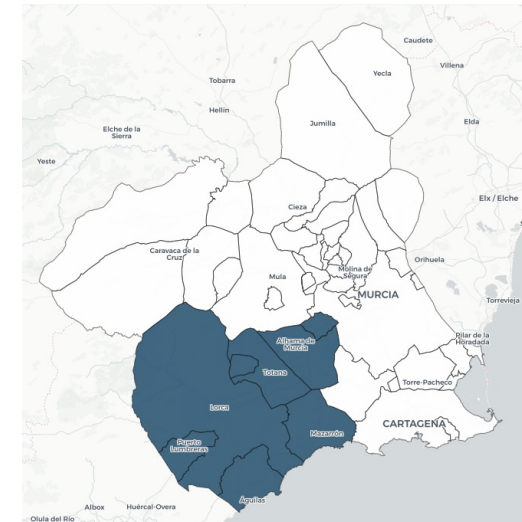 Caudete
Villena
Yecla
Tobarra
Hellín
Elda
Jumilla
Elche de la
Sierra
Yeste
Elx / Elche
Cieza
Caravaca de la
Cruz
Orihuela
Mula
Molina de
Segura
MURCIA
Torrevieja
Pilar de la
Horadada
Alhama de
Murcia
Totana
Torre-Pacheco
Lorca
CARTAGENA
Mazarrón
Puerto
Lumbreras
Águilas
Albox
Huércal-Overa
Olula del Río